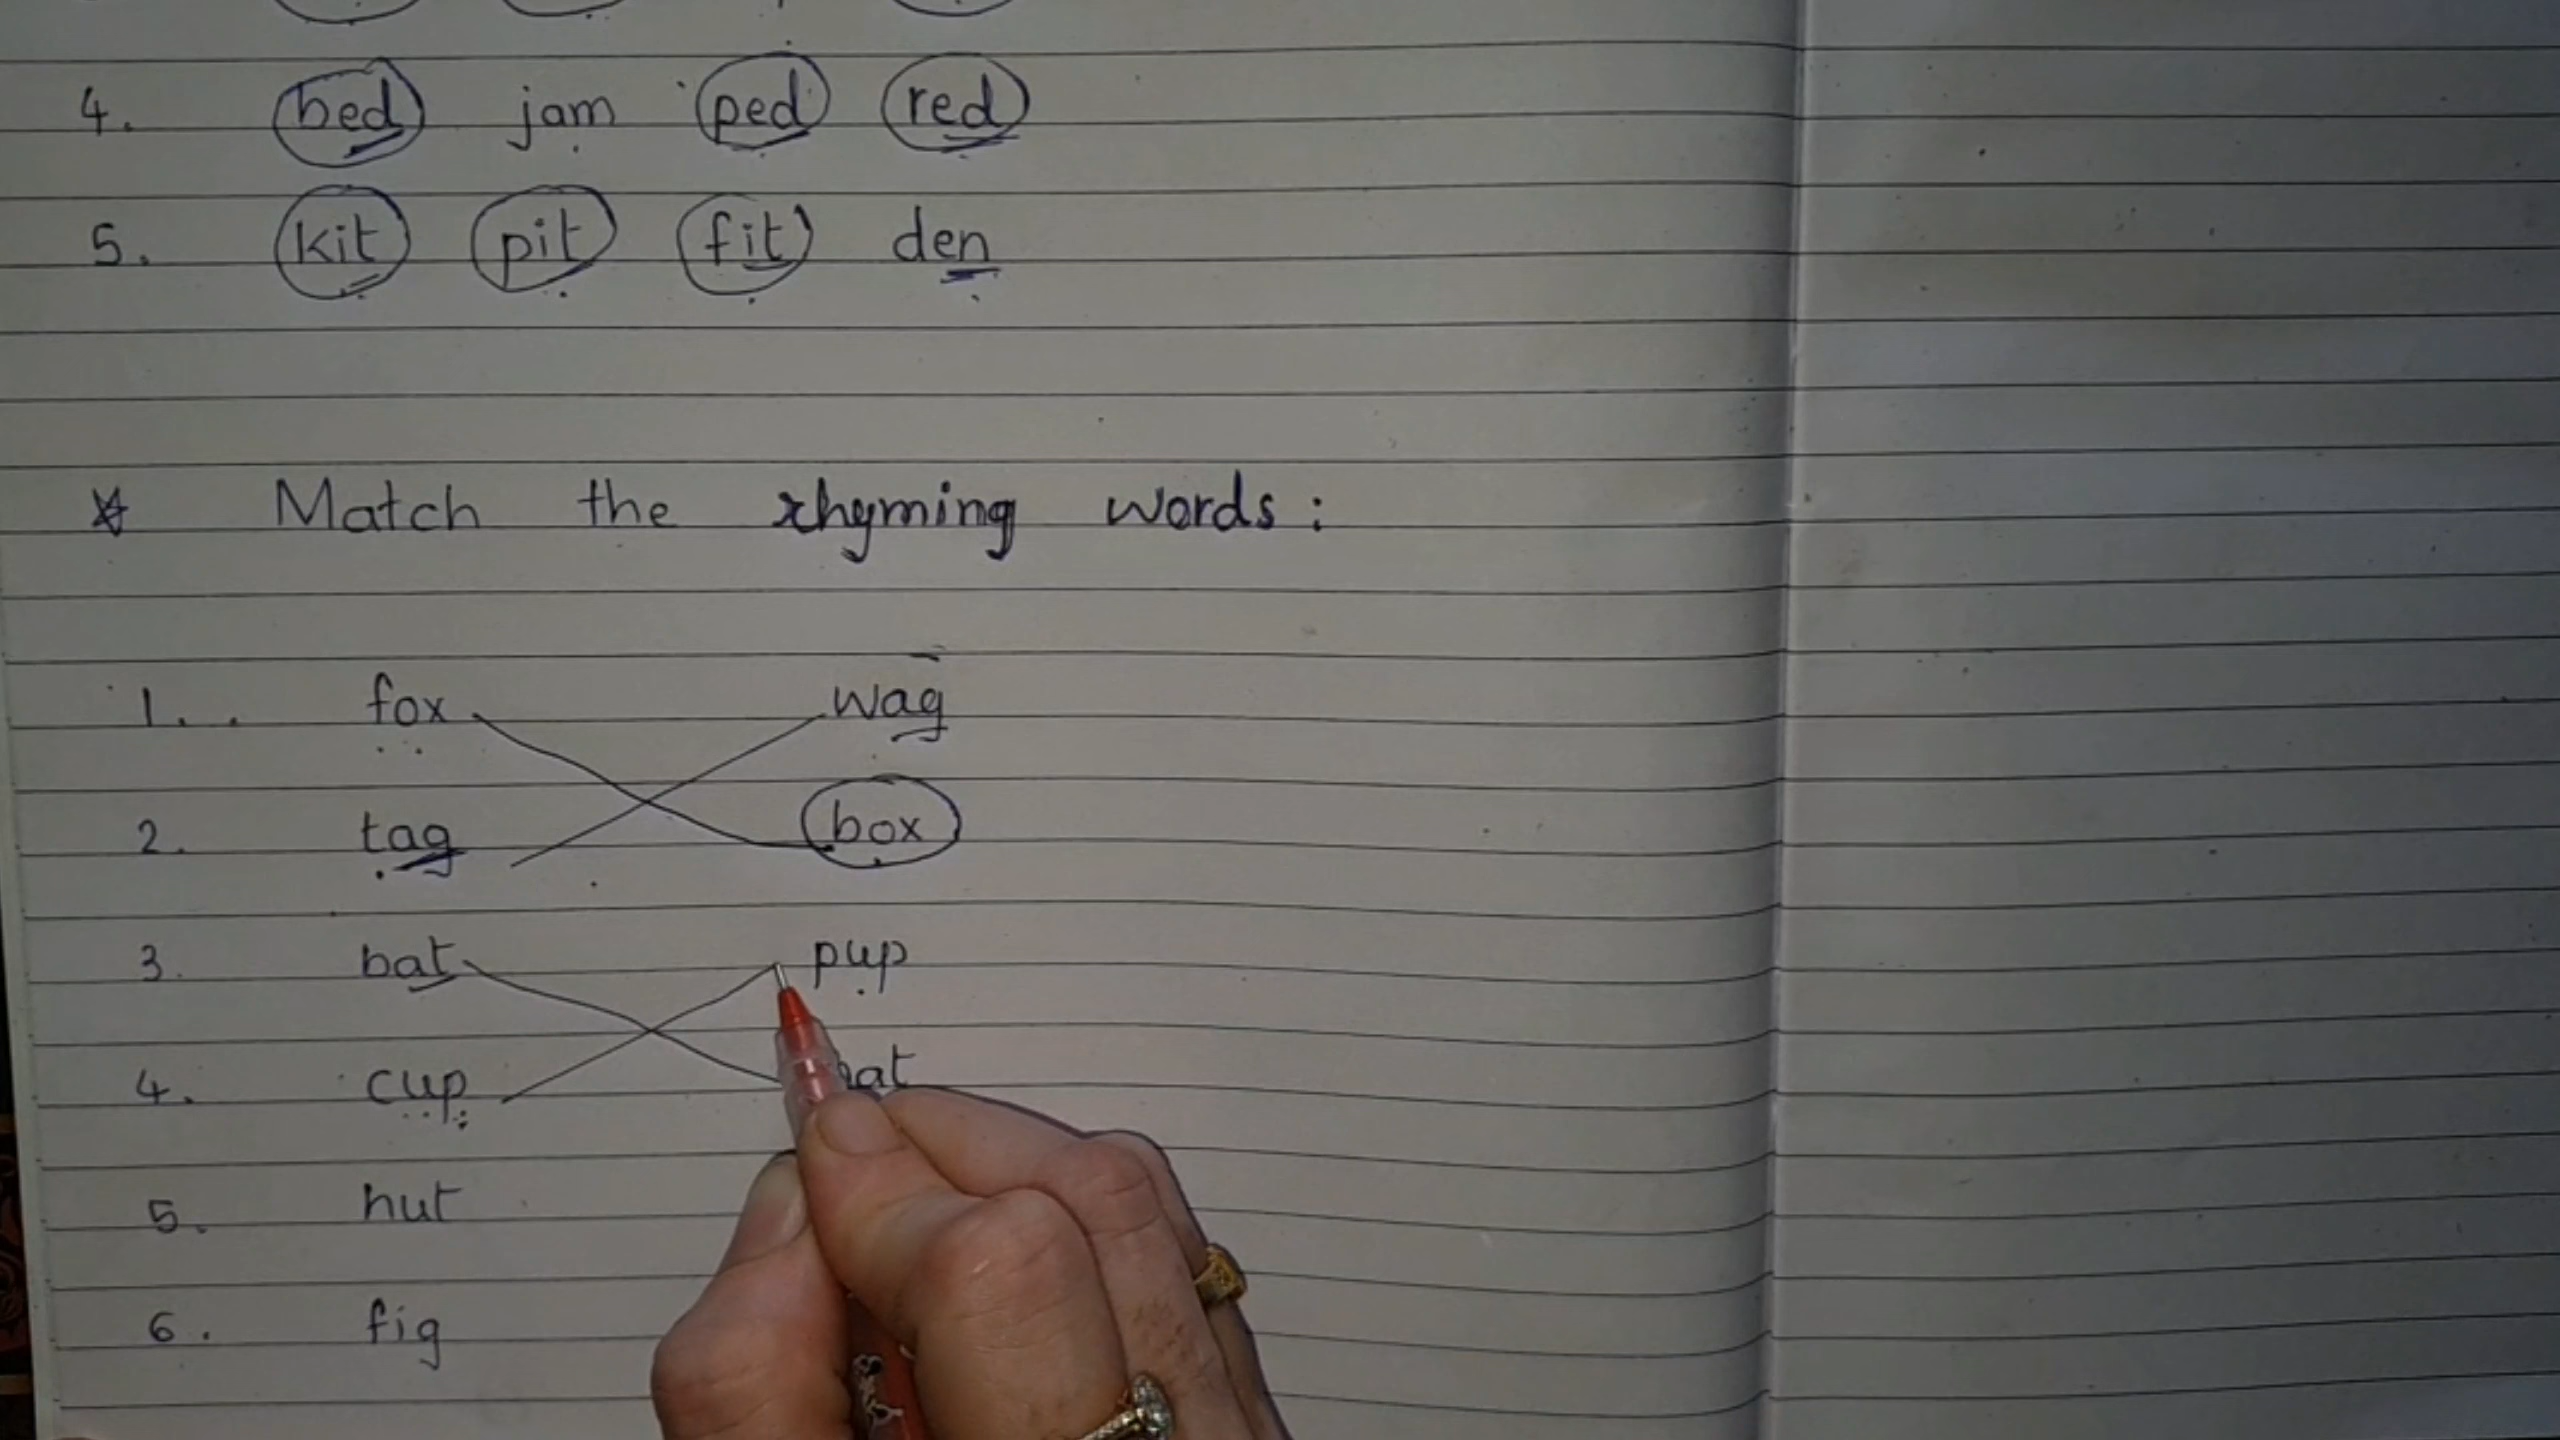 4. bed jam ped red
5. kit pit fit den
* Match the rhyming words:
1. fox wag
2. tag box
3. bat pup
4. cup
5. hut
6. fig